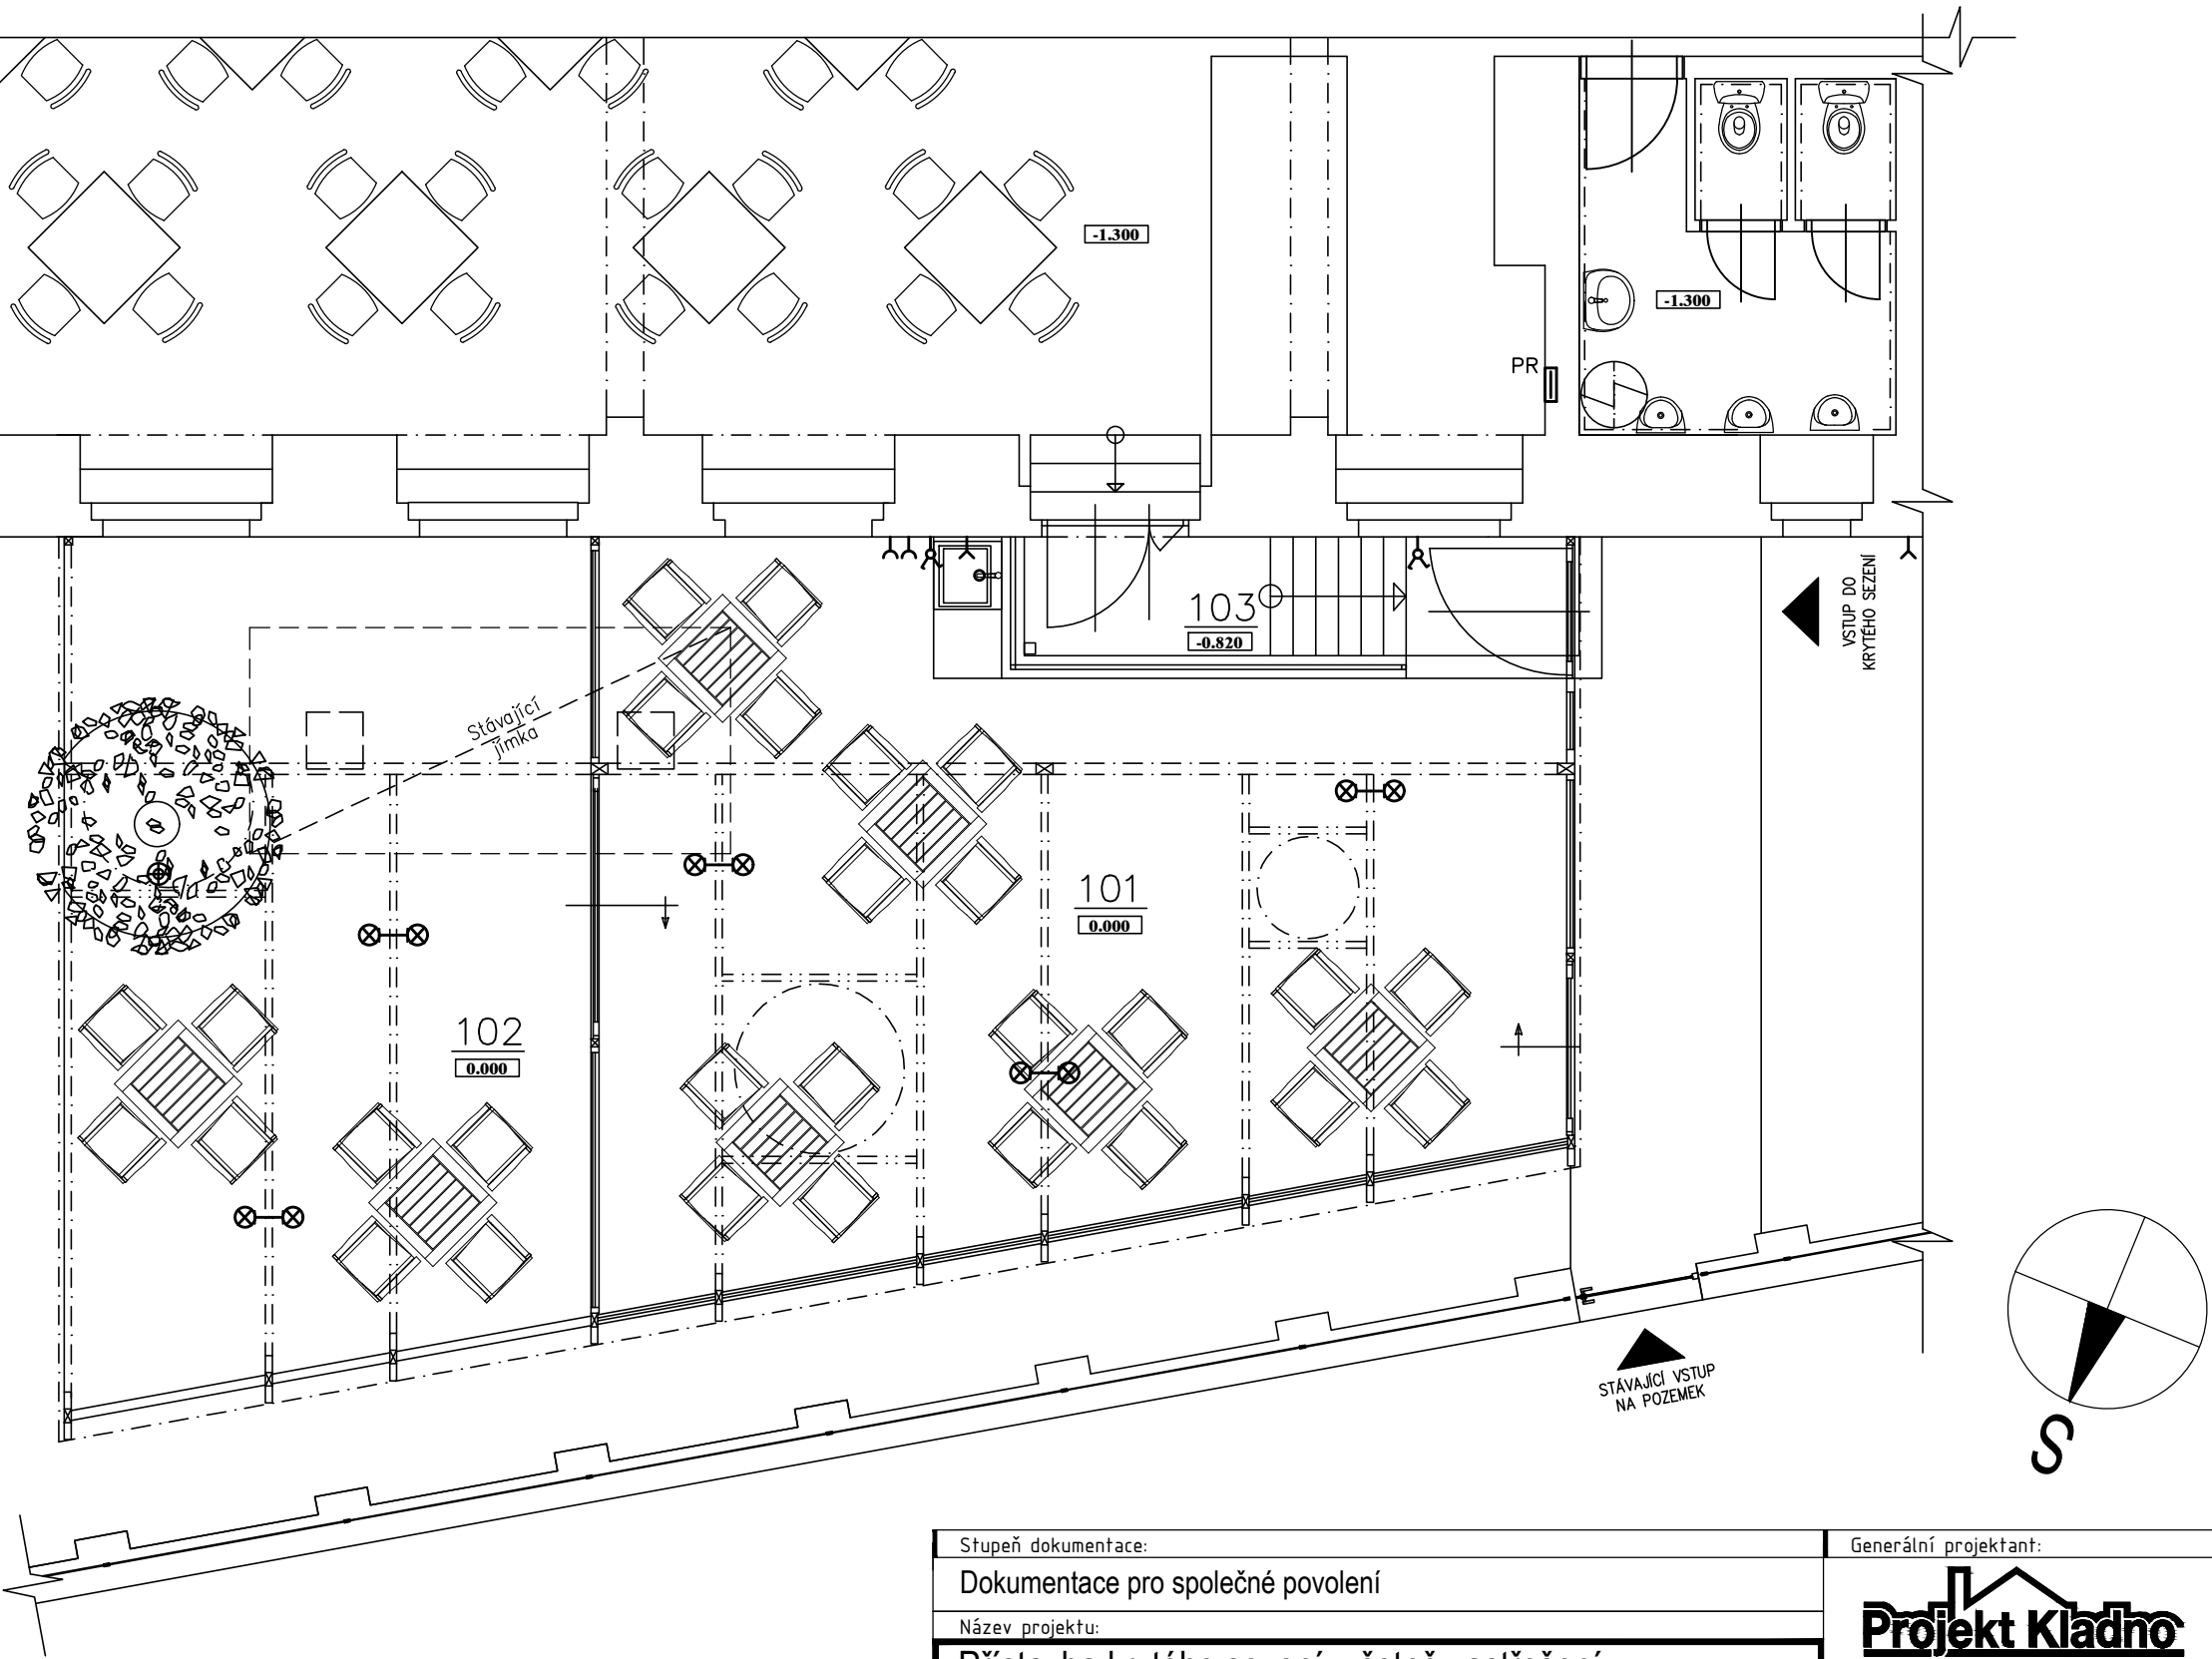 -1.300
-1.300
PR
103
-0.820
VSTUP DO
KRYTÉHO SEZENÍ
Stávající
jímka
101
0.000
102
0.000
STÁVAJÍCÍ VSTUP
NA POZEMEK
S
Stupeň dokumentace:
Generální projektant:
Dokumentace pro společné povolení
Projekt Kladno
Název projektu: